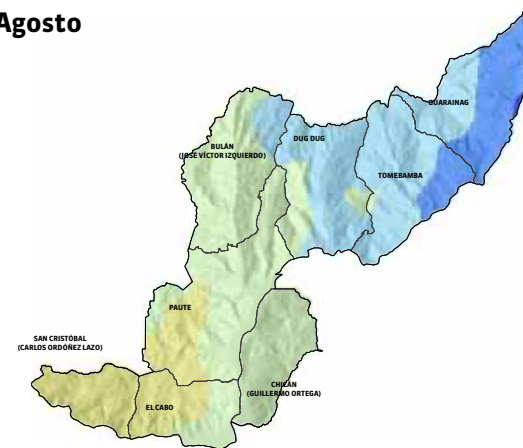 Agosto
GUARAINAG
DUG DUG
BULÁN
(JOSÉ VÍCTOR IZQUIERDO)
TOMEBAMBA
PAUTE
SAN CRISTÓBAL
(CARLOS ORDÓÑEZ LAZO)
CHICÁN
(GUILLERMO ORTEGA)
EL CABO